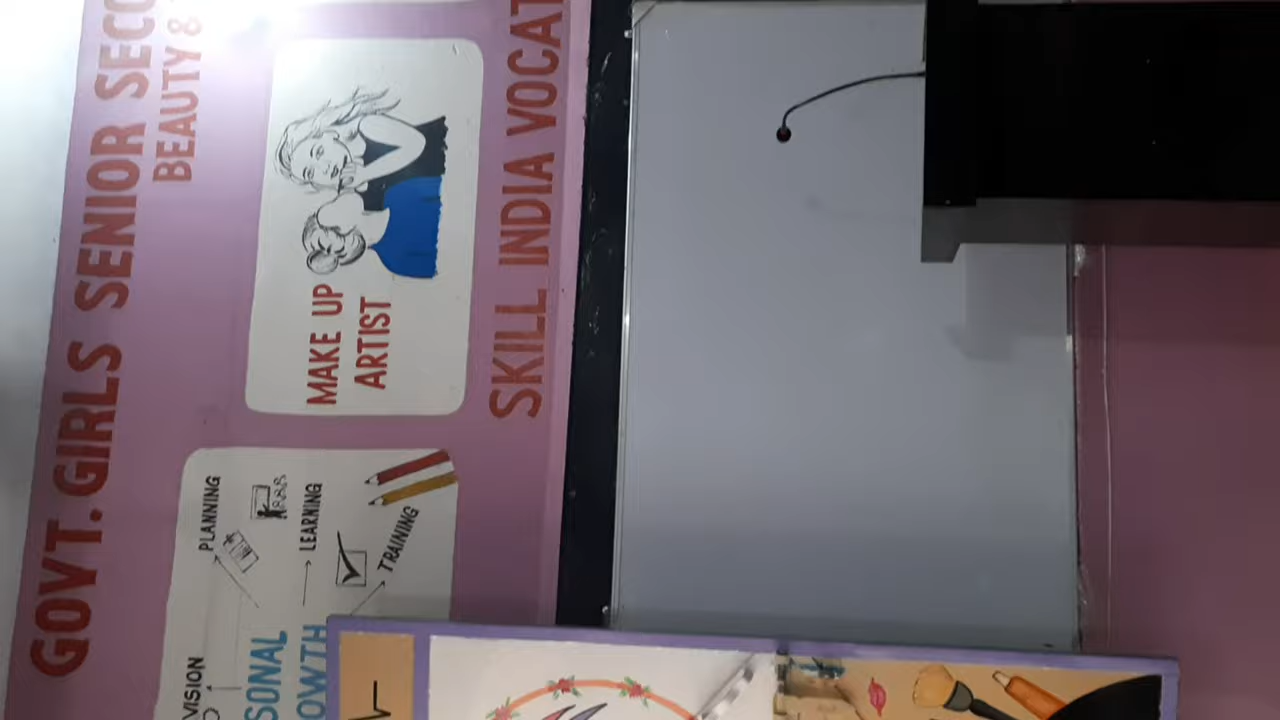 GOVT. GIRLS SENIOR SECO
BEAUTY &
MAKE UP
ARTIST
SKILL INDIA VOCAT
PLANNING
LEARNING
TRAINING
VISION
SONAL
OWTH